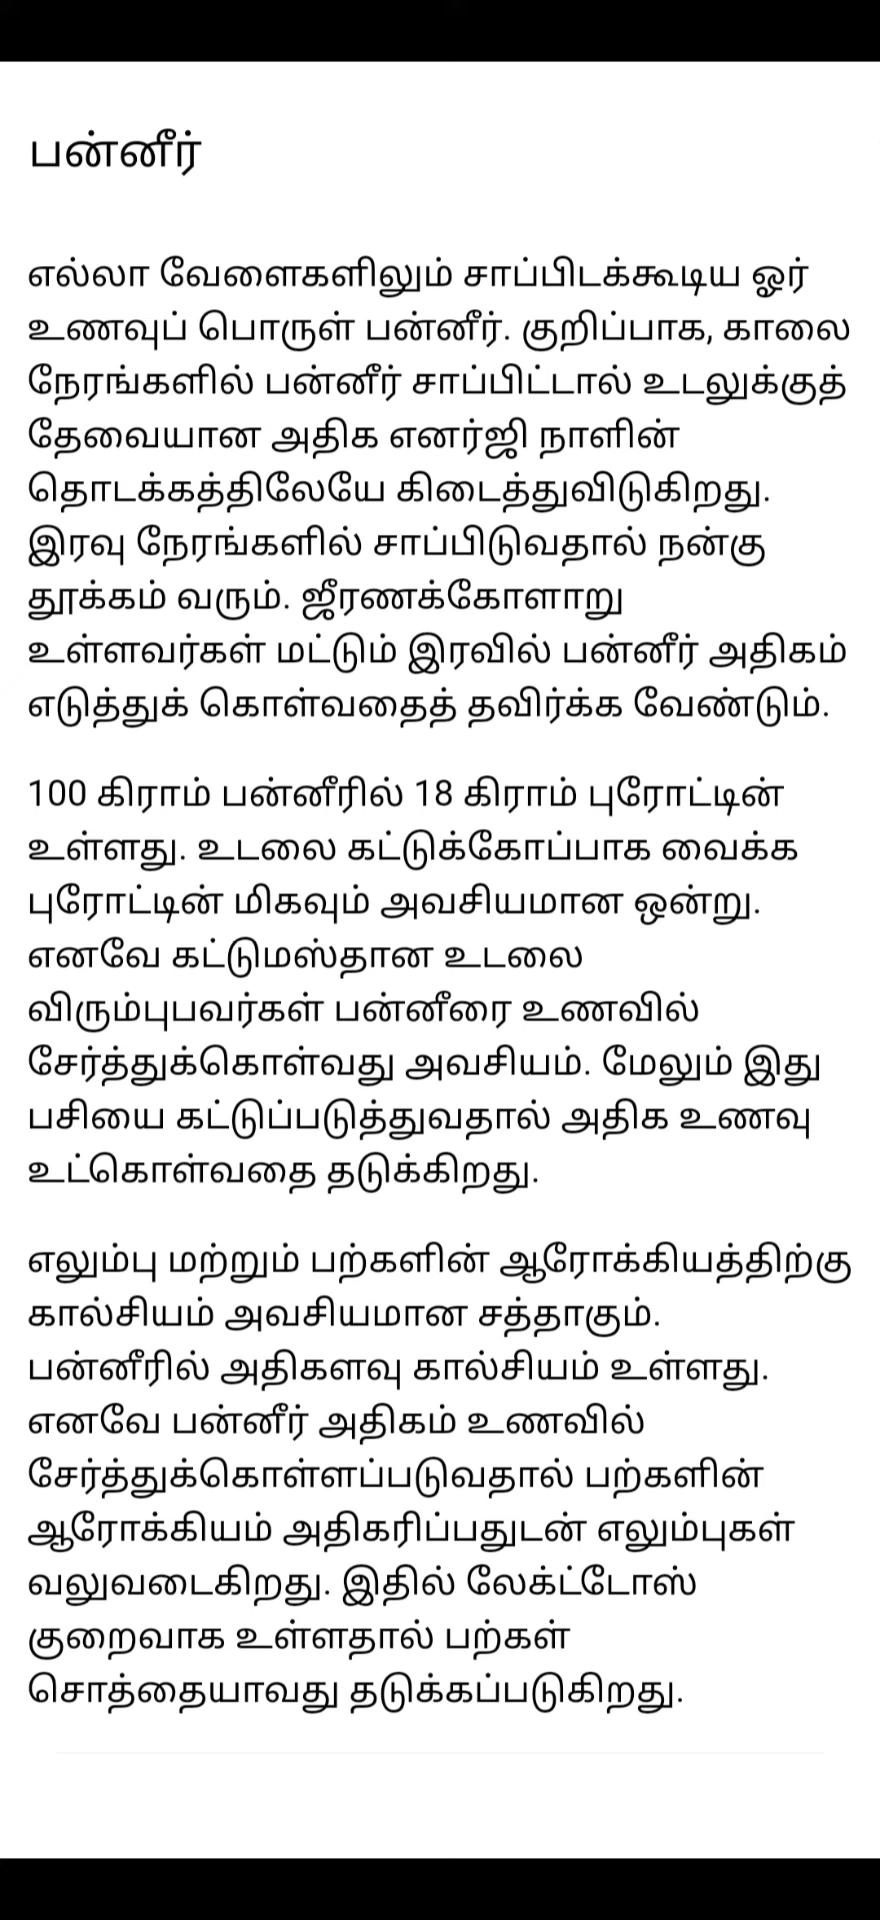 பன்னீர்
எல்லா வேளைகளிலும் சாப்பிடக்கூடிய ஓர்
உணவுப் பொருள் பன்னீர். குறிப்பாக, காலை
நேரங்களில் பன்னீர் சாப்பிட்டால் உடலுக்குத்
தேவையான அதிக எனர்ஜி நாளின்
தொடக்கத்திலேயே கிடைத்துவிடுகிறது.
இரவு நேரங்களில் சாப்பிடுவதால் நன்கு
தூக்கம் வரும். ஜீரணக்கோளாறு
உள்ளவர்கள் மட்டும் இரவில் பன்னீர் அதிகம்
எடுத்துக் கொள்வதைத் தவிர்க்க வேண்டும்.
100 கிராம் பன்னீரில் 18 கிராம் புரோட்டின்
உள்ளது. உடலை கட்டுக்கோப்பாக வைக்க
புரோட்டின் மிகவும் அவசியமான ஒன்று.
எனவே கட்டுமஸ்தான உடலை
விரும்புபவர்கள் பன்னீரை உணவில்
சேர்த்துக்கொள்வது அவசியம். மேலும் இது
பசியை கட்டுப்படுத்துவதால் அதிக உணவு
உட்கொள்வதை தடுக்கிறது.
எலும்பு மற்றும் பற்களின் ஆரோக்கியத்திற்கு
கால்சியம் அவசியமான சத்தாகும்.
பன்னீரில் அதிகளவு கால்சியம் உள்ளது.
எனவே பன்னீர் அதிகம் உணவில்
சேர்த்துக்கொள்ளப்படுவதால் பற்களின்
ஆரோக்கியம் அதிகரிப்பதுடன் எலும்புகள்
வலுவடைகிறது. இதில் லேக்ட்டோஸ்
குறைவாக உள்ளதால் பற்கள்
சொத்தையாவது தடுக்கப்படுகிறது.